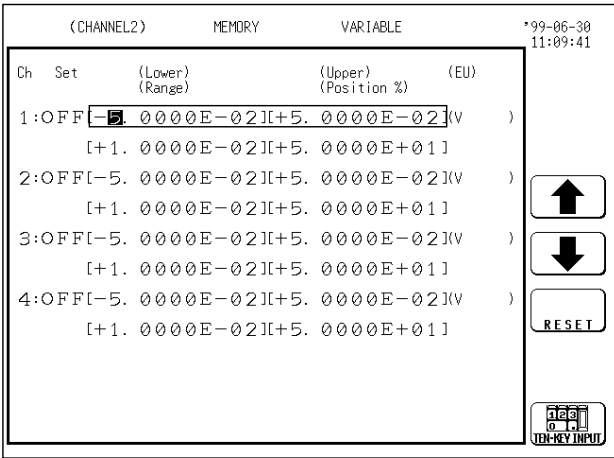 (CHANNEL2) MEMORY VARIABLE '99-06-30
11:09:41
Ch Set (Lower) (Upper) (EU)
(Range) (Position %)
1:OFF[-5. 0000E-02][+5. 0000E-02](V )
[+1. 0000E-02][+5. 0000E+01]
2:OFF[-5. 0000E-02][+5. 0000E-02](V )
[+1. 0000E-02][+5. 0000E+01]
3:OFF[-5. 0000E-02][+5. 0000E-02](V )
[+1. 0000E-02][+5. 0000E+01]
4:OFF[-5. 0000E-02][+5. 0000E-02](V )
[+1. 0000E-02][+5. 0000E+01]
RESET
1 2 3
0 .
TEN-KEY INPUT